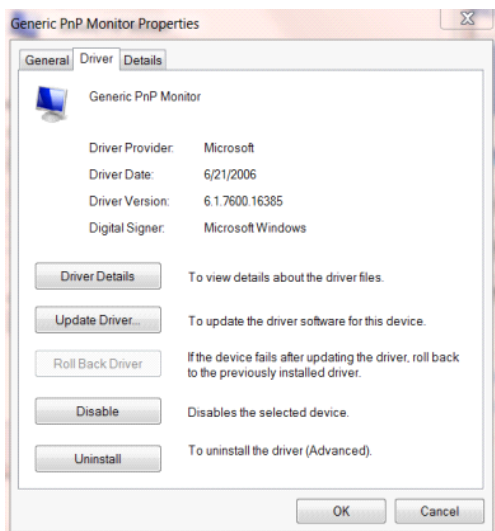 Generic PnP Monitor Properties
General Driver Details
Generic PnP Monitor
Driver Provider: Microsoft
Driver Date: 6/21/2006
Driver Version: 6.1.7600.16385
Digital Signer: Microsoft Windows
Driver Details To view details about the driver files.
Update Driver... To update the driver software for this device.
Roll Back Driver If the device fails after updating the driver, roll back
to the previously installed driver.
Disable Disables the selected device.
Uninstall To uninstall the driver (Advanced).
OK Cancel